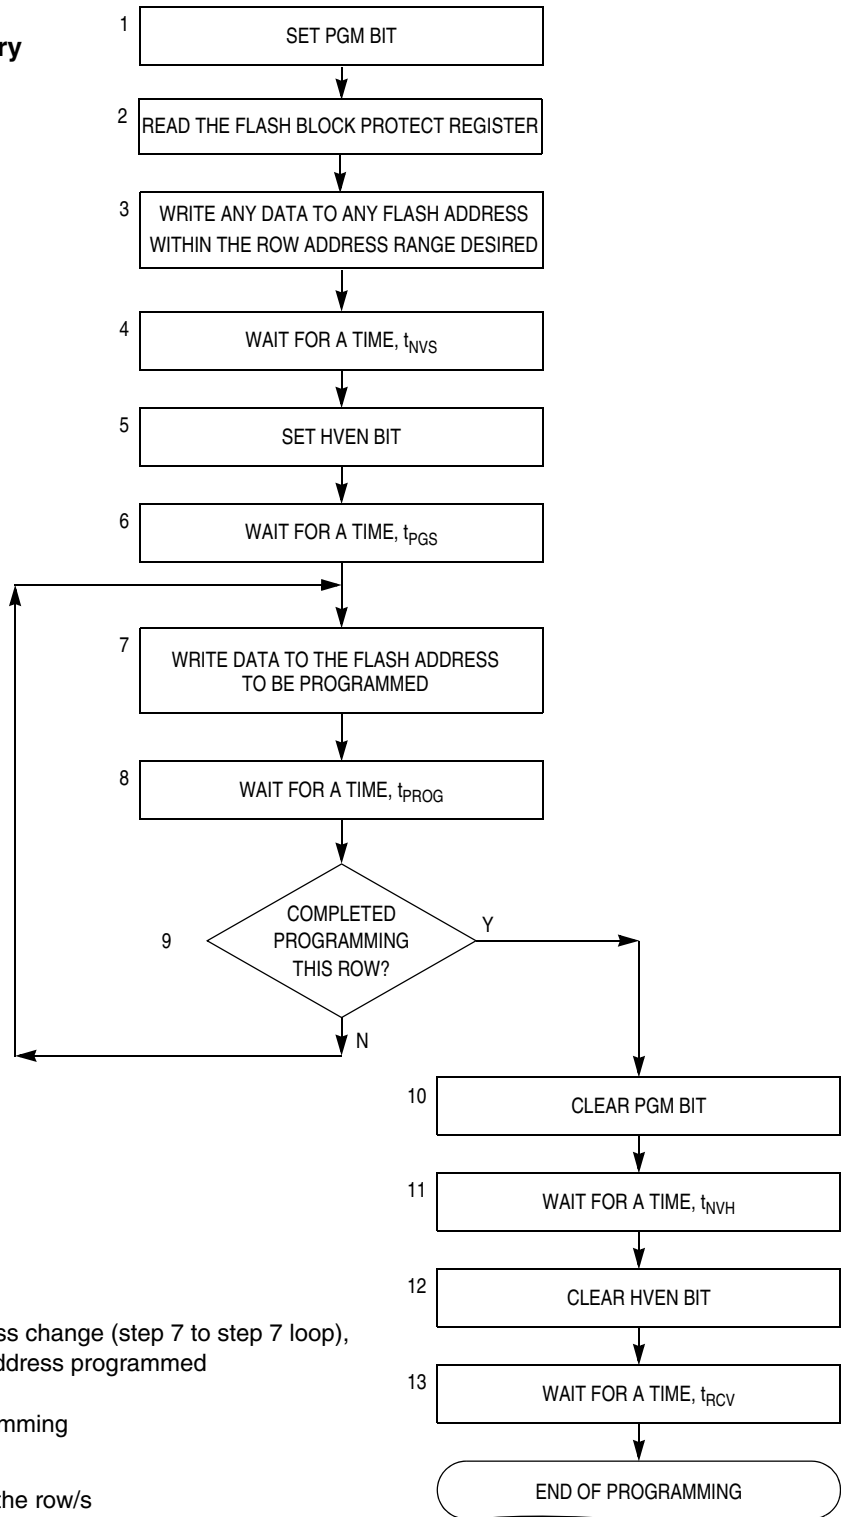 ry
1
SET PGM BIT
2
READ THE FLASH BLOCK PROTECT REGISTER
3
WRITE ANY DATA TO ANY FLASH ADDRESS
WITHIN THE ROW ADDRESS RANGE DESIRED
4
WAIT FOR A TIME, tNVS
5
SET HVEN BIT
6
WAIT FOR A TIME, tPGS
7
WRITE DATA TO THE FLASH ADDRESS
TO BE PROGRAMMED
8
WAIT FOR A TIME, tPROG
9
COMPLETED
PROGRAMMING
THIS ROW?
Y
N
10
CLEAR PGM BIT
11
WAIT FOR A TIME, tNVH
12
CLEAR HVEN BIT
13
WAIT FOR A TIME, tRCV
END OF PROGRAMMING
ss change (step 7 to step 7 loop),
ddress programmed
mming
the row/s